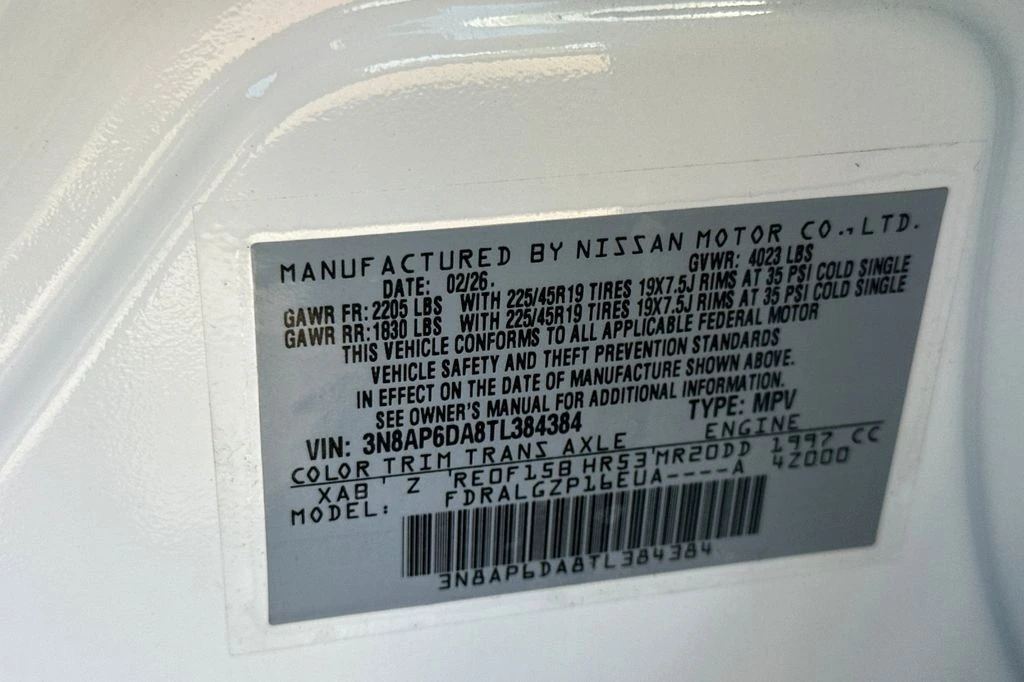 MANUFACTURED BY NISSAN MOTOR CO.,LTD.
DATE: 02/26 GVWR: 4023 LBS
GAWR FR: 2205 LBS WITH 225/45R19 TIRES 19X7.5J RIMS AT 35 PSI COLD SINGLE
GAWR RR: 1830 LBS WITH 225/45R19 TIRES 19X7.5J RIMS AT 35 PSI COLD SINGLE
THIS VEHICLE CONFORMS TO ALL APPLICABLE FEDERAL MOTOR
VEHICLE SAFETY AND THEFT PREVENTION STANDARDS
IN EFFECT ON THE DATE OF MANUFACTURE SHOWN ABOVE.
SEE OWNER'S MANUAL FOR ADDITIONAL INFORMATION.
VIN: 3N8AP6DA8TL384384 TYPE: MPV
COLOR TRIM TRANS AXLE ENGINE
XAB Z RE0F15B HR53 MR20DD 1997 CC
MODEL: FDRALGZP16EUA----A 4Z000
3N8AP6DA8TL384384